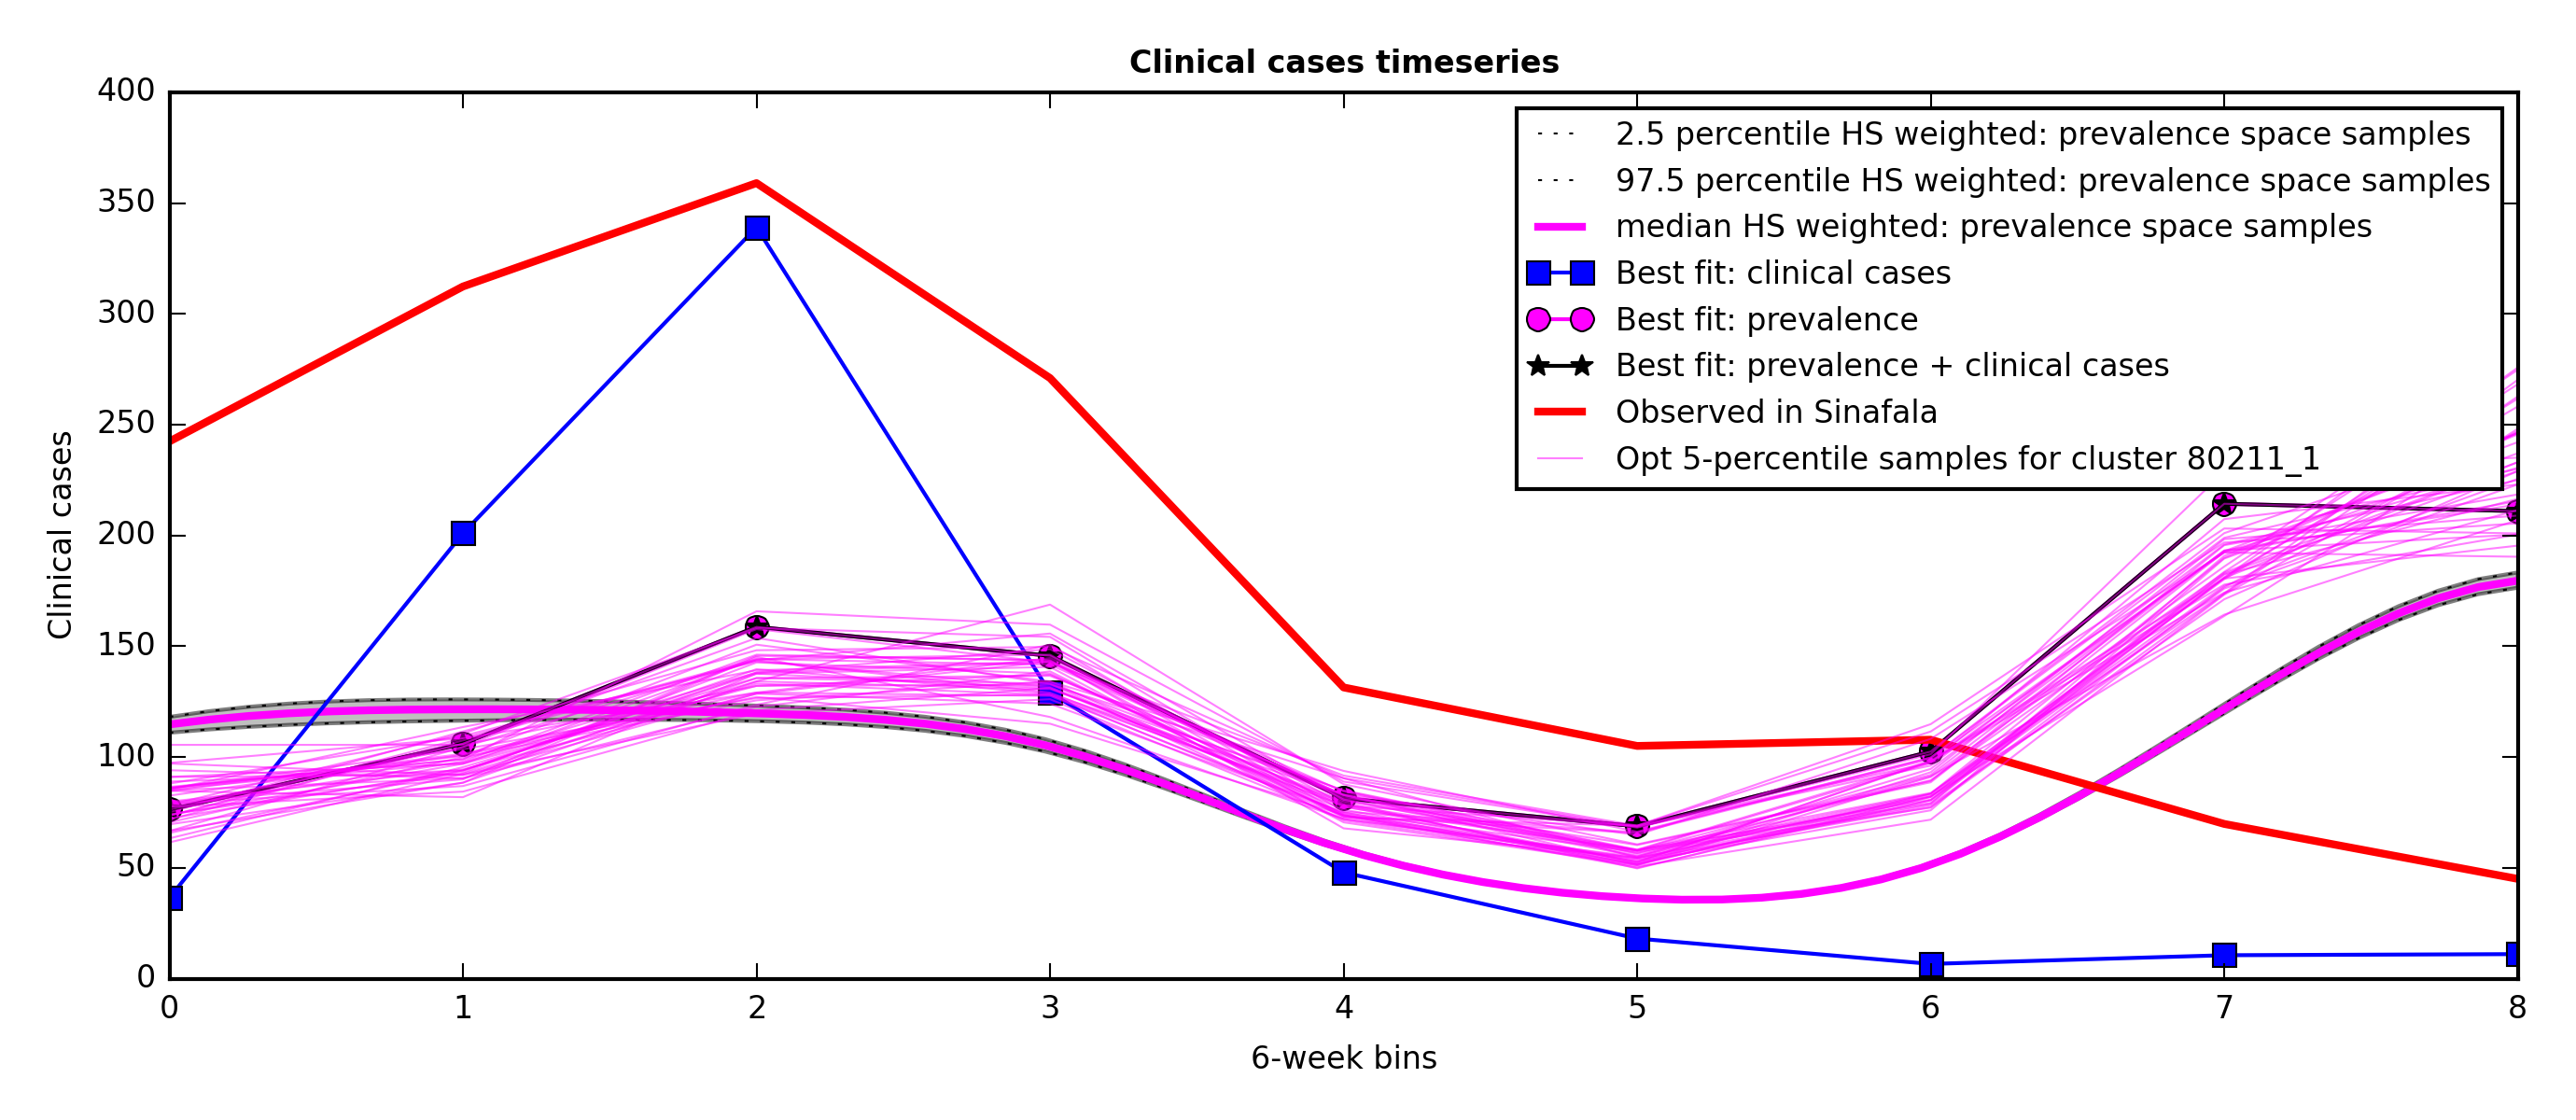 Clinical cases timeseries
400
350
300
250
200
150
100
50
0
Clinical cases
2.5 percentile HS weighted: prevalence space samples
97.5 percentile HS weighted: prevalence space samples
median HS weighted: prevalence space samples
Best fit: clinical cases
Best fit: prevalence
Best fit: prevalence + clinical cases
Observed in Sinafala
Opt 5-percentile samples for cluster 80211_1
0 1 2 3 4 5 6 7 8
6-week bins